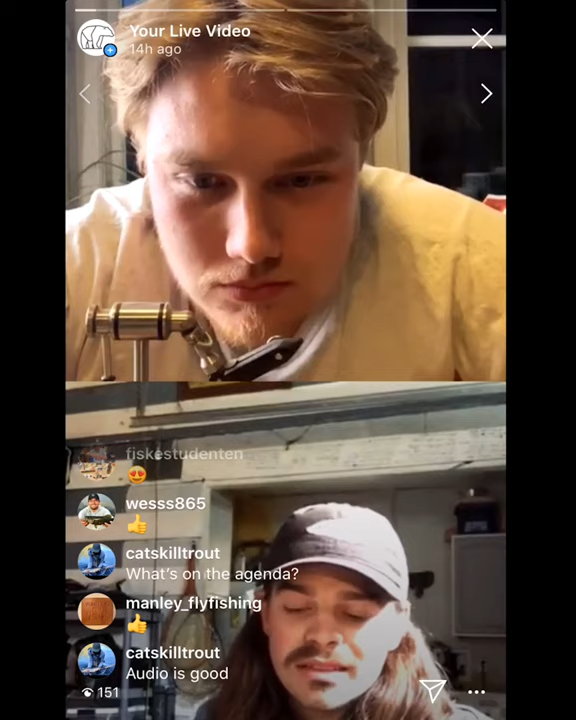 Your Live Video
14h ago
fiskestudenten
😍
wesss865
👍
catskilltrout
What's on the agenda?
manley_flyfishing
👍
catskilltrout
Audio is good
151